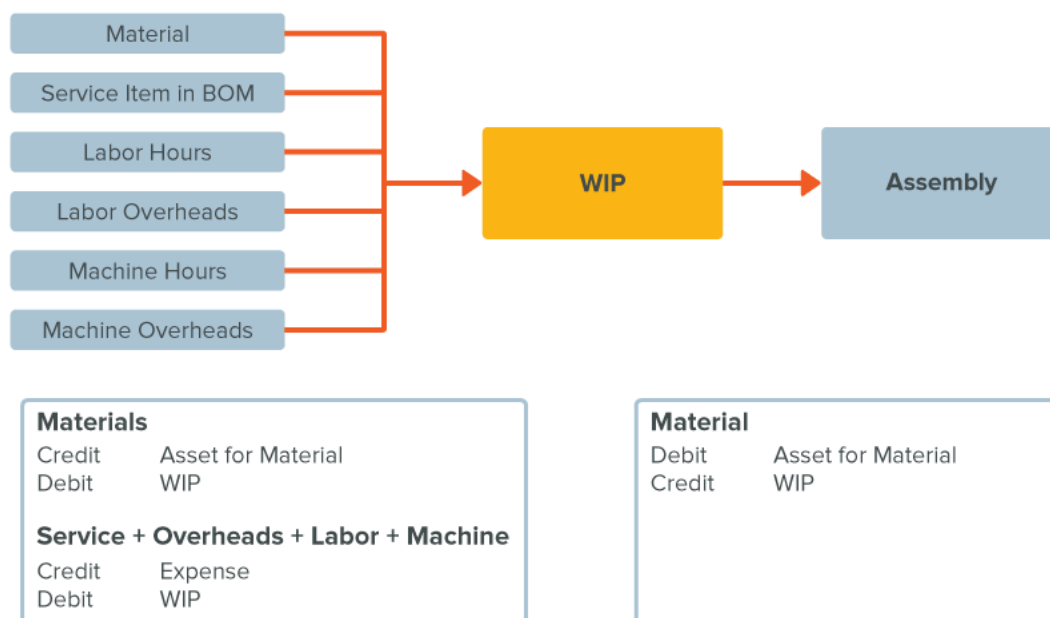 Material
Service Item in BOM
Labor Hours
Labor Overheads
Machine Hours
Machine Overheads
WIP
Assembly
Materials
Credit Asset for Material
Debit WIP
Service + Overheads + Labor + Machine
Credit Expense
Debit WIP
Material
Debit Asset for Material
Credit WIP